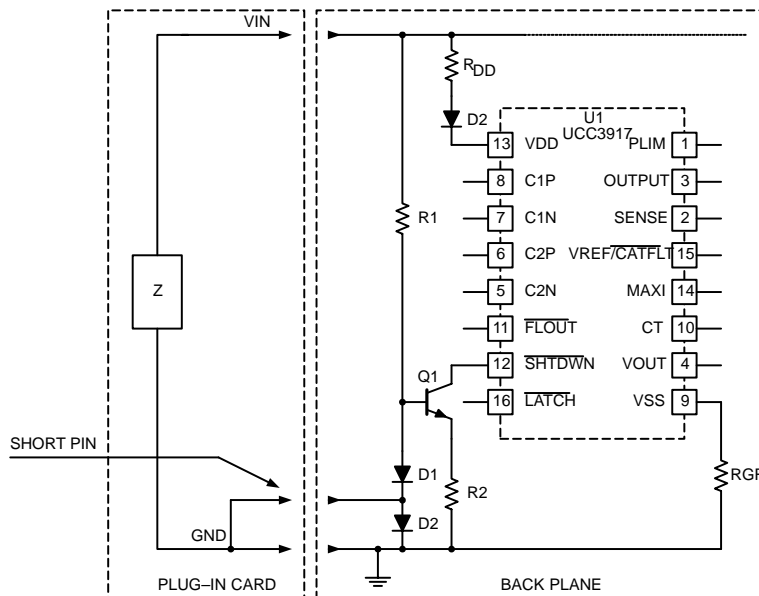 VIN
R DD
D2
U1
UCC3917
13 VDD PLIM 1
8 C1P OUTPUT 3
7 C1N SENSE 2
R1
6 C2P VREF/CATFLT 15
Z
5 C2N MAXI 14
11 FLOUT CT 10
12 SHTDWN VOUT 4
Q1
16 LATCH VSS 9
SHORT PIN
D1
R2
RGF
GND
D2
PLUG–IN CARD
BACK PLANE